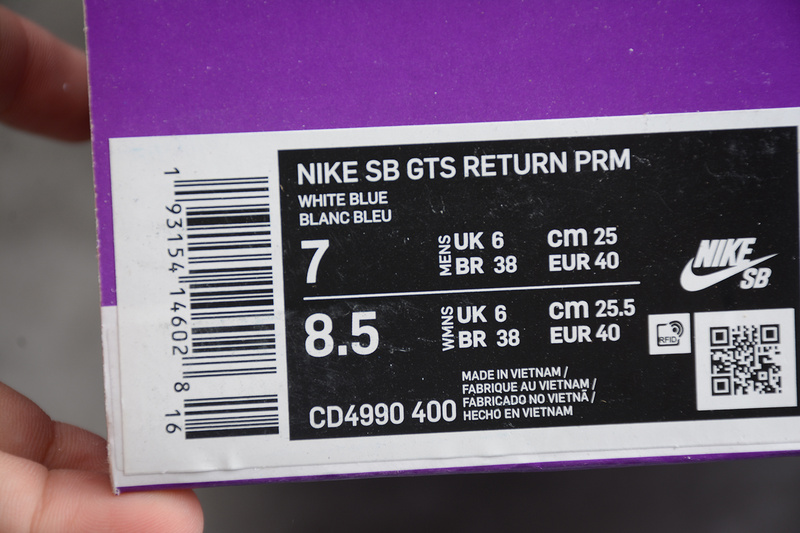 NIKE SB GTS RETURN PRM
WHITE BLUE
BLANC BLEU
7
MENS
UK 6
BR 38
cm 25
EUR 40
8.5
WMNS
UK 6
BR 38
cm 25.5
EUR 40
NIKE
SB
RFID
CD4990 400
MADE IN VIETNAM /
FABRIQUE AU VIETNAM /
FABRICADO NO VIETNÃ /
HECHO EN VIETNAM
1 93154 14602 8 16